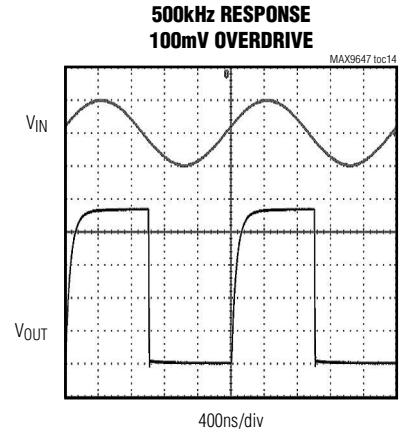 500kHz RESPONSE
100mV OVERDRIVE
MAX9647 toc14
VIN
VOUT
400ns/div